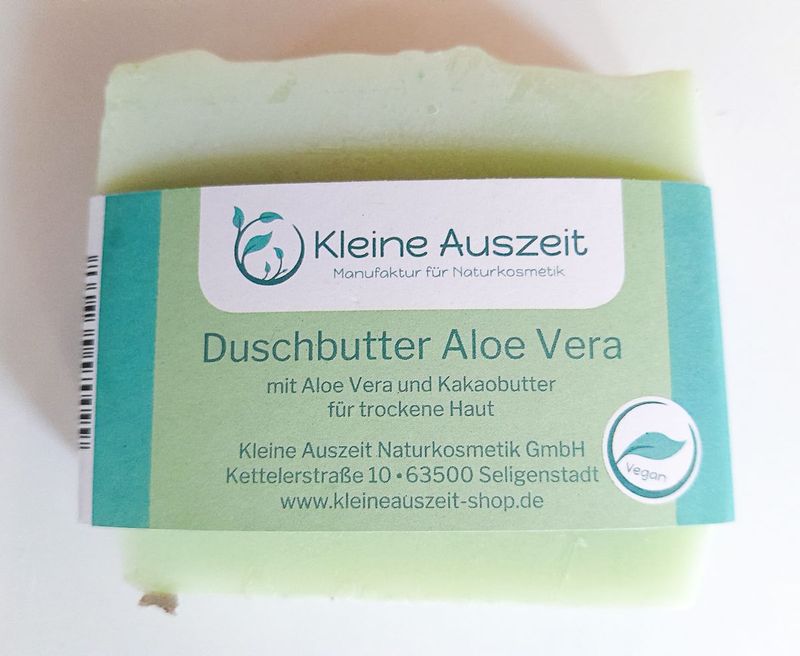 Kleine Auszeit
Manufaktur für Naturkosmetik
Duschbutter Aloe Vera
mit Aloe Vera und Kakaobutter
für trockene Haut
Kleine Auszeit Naturkosmetik GmbH
Kettelerstraße 10 • 63500 Seligenstadt
www.kleineauszeit-shop.de
Vegan